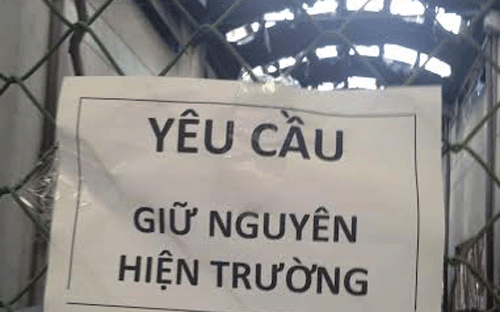 YÊU CẦU
GIỮ NGUYÊN
HIỆN TRƯỜNG